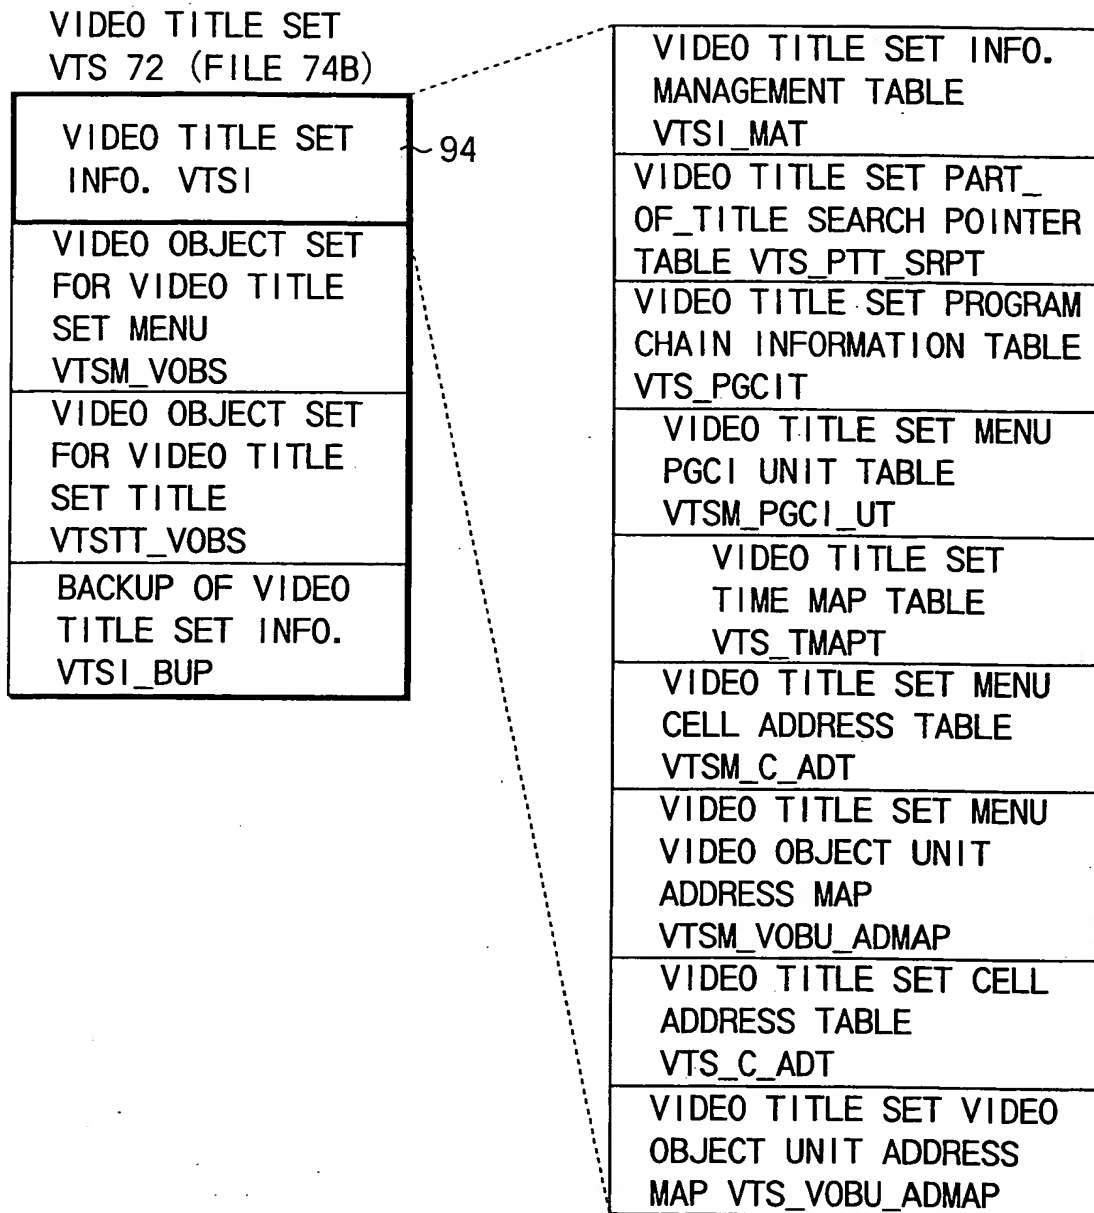 VIDEO TITLE SET
VTS 72 (FILE 74B)
VIDEO TITLE SET
INFO. VTSI
94
VIDEO OBJECT SET
FOR VIDEO TITLE
SET MENU
VTSM_VOBS
VIDEO OBJECT SET
FOR VIDEO TITLE
SET TITLE
VTSTT_VOBS
BACKUP OF VIDEO
TITLE SET INFO.
VTSI_BUP
VIDEO TITLE SET INFO.
MANAGEMENT TABLE
VTSI_MAT
VIDEO TITLE SET PART_
OF_TITLE SEARCH POINTER
TABLE VTS_PTT_SRPT
VIDEO TITLE SET PROGRAM
CHAIN INFORMATION TABLE
VTS_PGCIT
VIDEO TITLE SET MENU
PGCI UNIT TABLE
VTSM_PGCI_UT
VIDEO TITLE SET
TIME MAP TABLE
VTS_TMAPT
VIDEO TITLE SET MENU
CELL ADDRESS TABLE
VTSM_C_ADT
VIDEO TITLE SET MENU
VIDEO OBJECT UNIT
ADDRESS MAP
VTSM_VOBU_ADMAP
VIDEO TITLE SET CELL
ADDRESS TABLE
VTS_C_ADT
VIDEO TITLE SET VIDEO
OBJECT UNIT ADDRESS
MAP VTS_VOBU_ADMAP